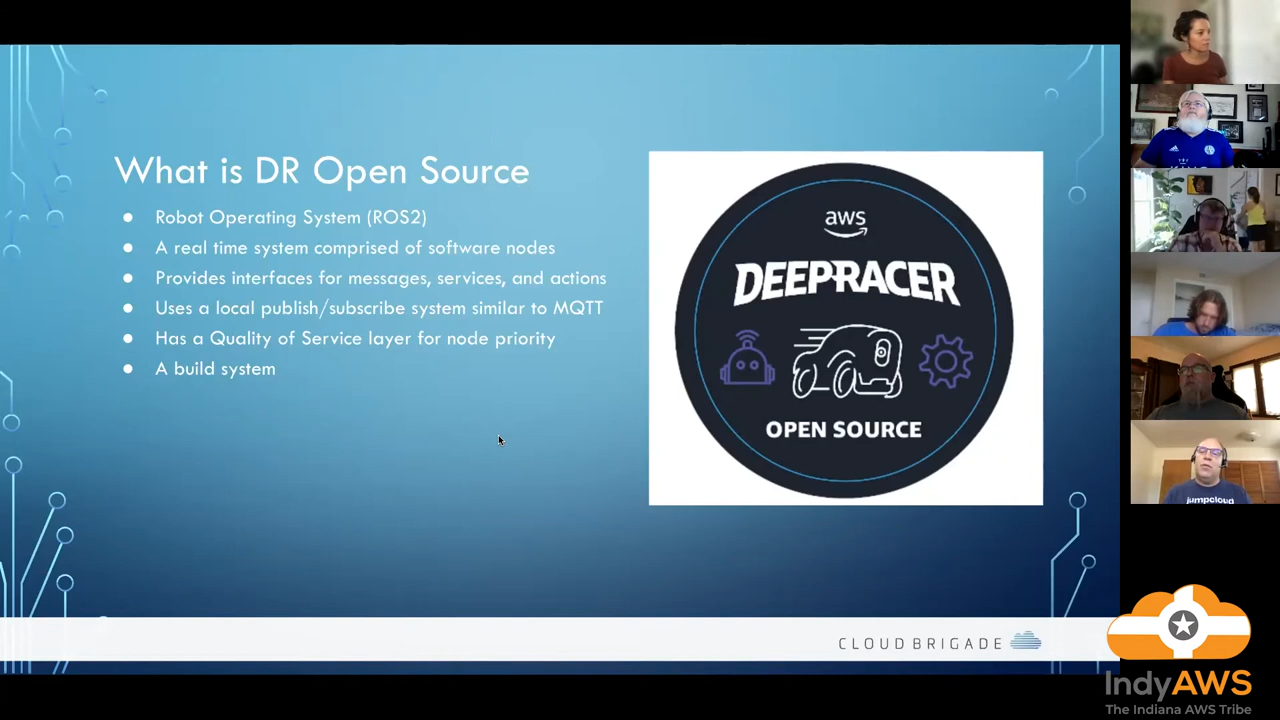 What is DR Open Source
● Robot Operating System (ROS2)
● A real time system comprised of software nodes
● Provides interfaces for messages, services, and actions
● Uses a local publish/subscribe system similar to MQTT
● Has a Quality of Service layer for node priority
● A build system
aws
DEEPRACER
OPEN SOURCE
CLOUD BRIGADE
jumpcloud
IndyAWS
The Indiana AWS Tribe